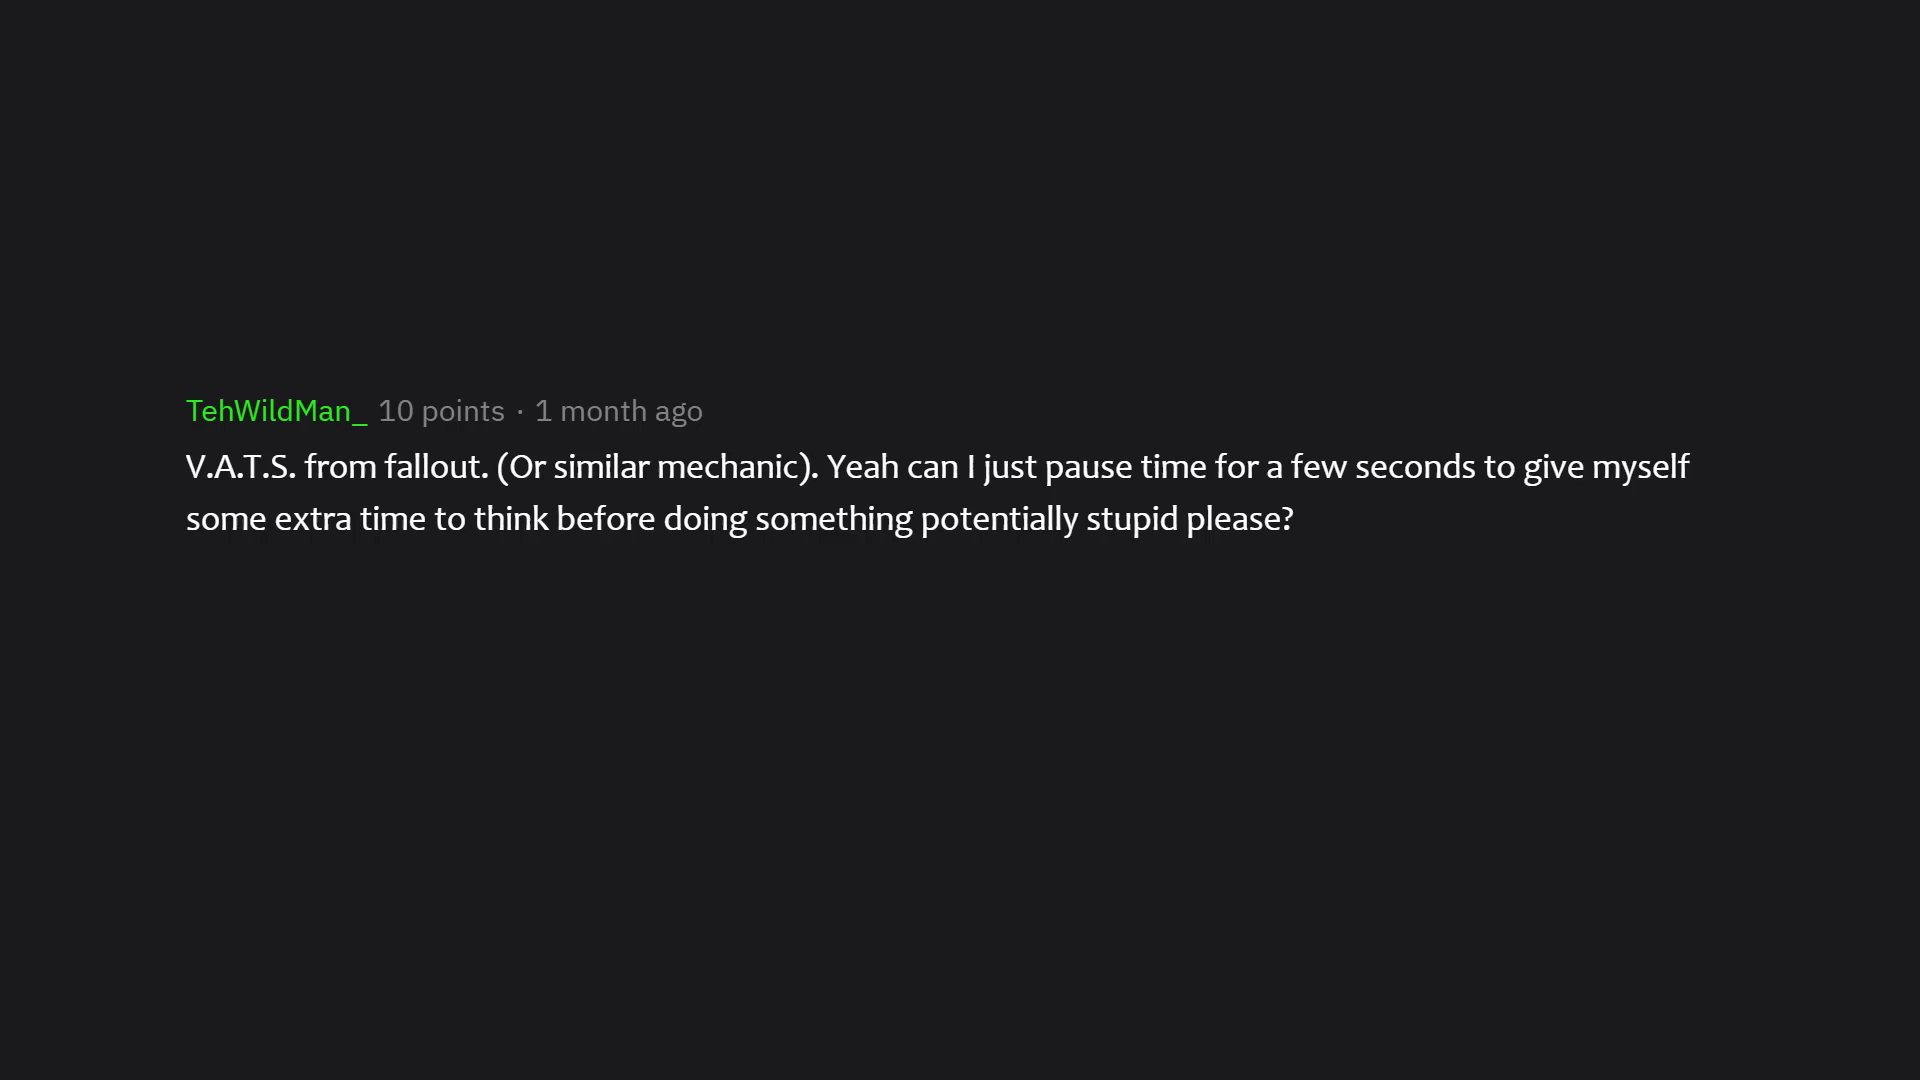 TehWildMan_ 10 points · 1 month ago
V.A.T.S. from fallout. (Or similar mechanic). Yeah can I just pause time for a few seconds to give myself
some extra time to think before doing something potentially stupid please?